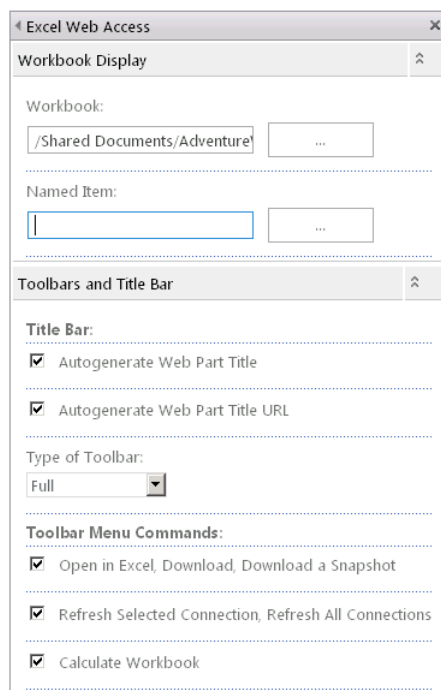 Excel Web Access
Workbook Display
Workbook:
/Shared Documents/Adventure
...
Named Item:
...
Toolbars and Title Bar
Title Bar:
Autogenerate Web Part Title
Autogenerate Web Part Title URL
Type of Toolbar:
Full
Toolbar Menu Commands:
Open in Excel, Download, Download a Snapshot
Refresh Selected Connection, Refresh All Connections
Calculate Workbook